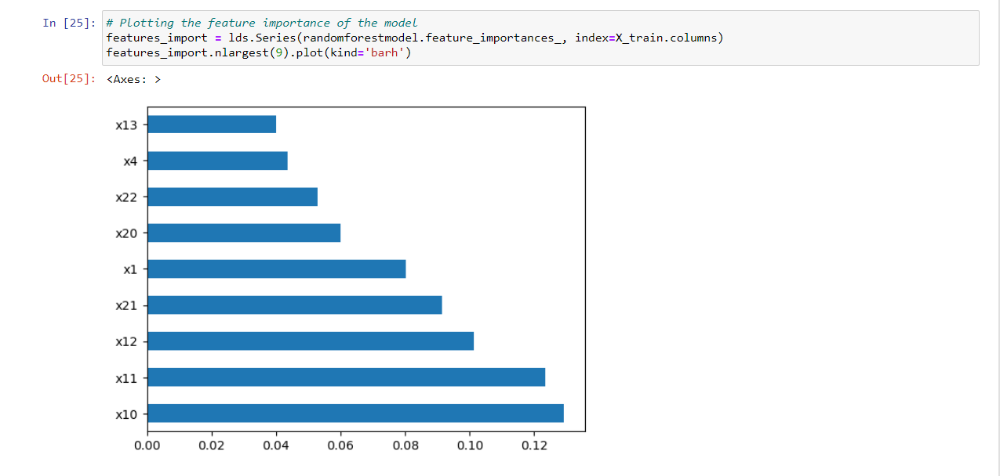 In [25]: # Plotting the feature importance of the model
features_import = lds.Series(randomforestmodel.feature_importances_, index=X_train.columns)
features_import.nlargest(9).plot(kind='barh')
Out[25]: <Axes: >
x13
x4
x22
x20
x1
x21
x12
x11
x10
0.00 0.02 0.04 0.06 0.08 0.10 0.12